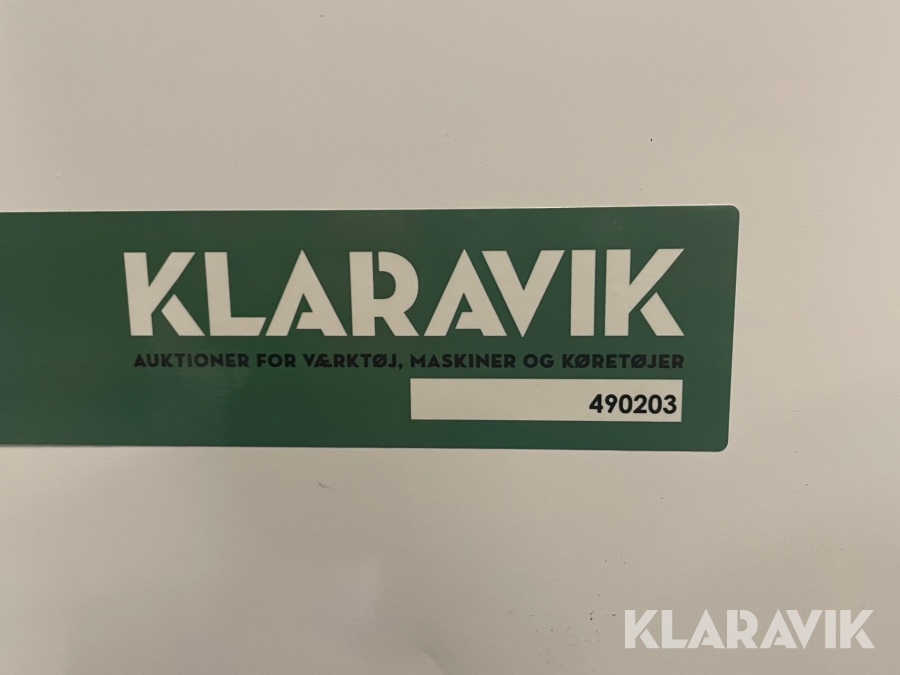 KLARAVIK
AUKTIONER FOR VÆRKTØJ, MASKINER OG KØRETØJER
490203
KLARAVIK